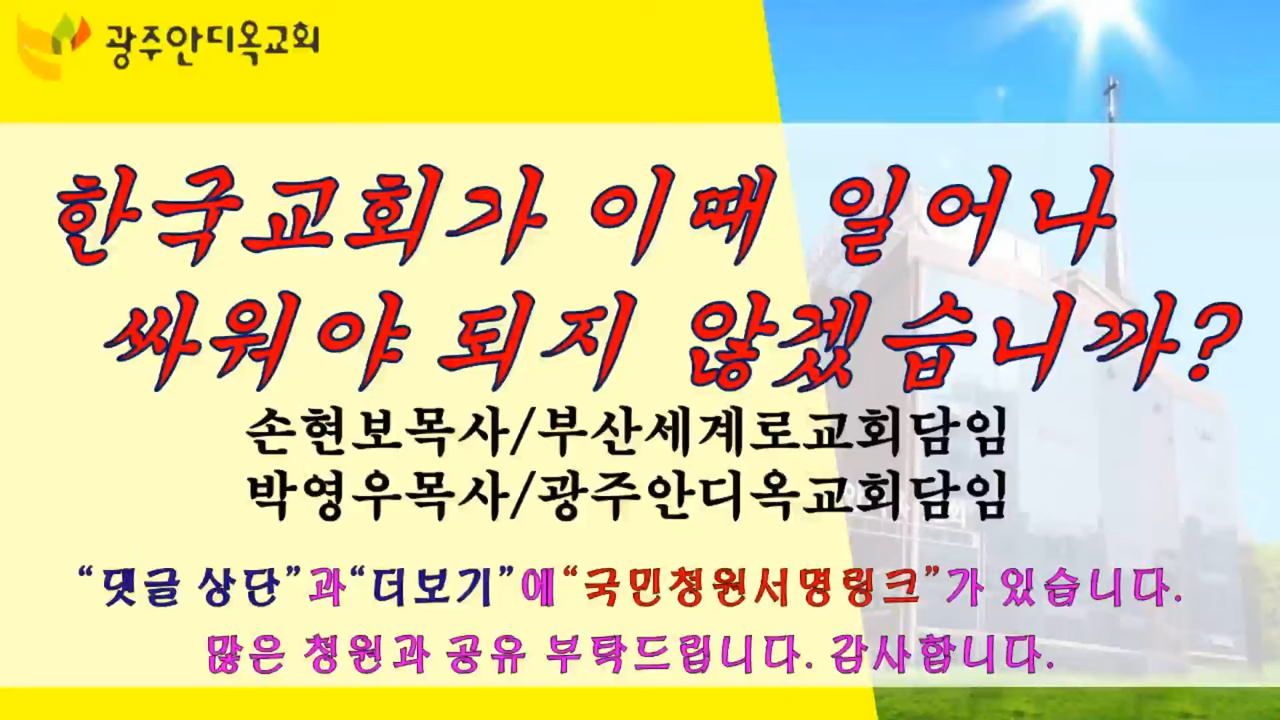 광주안디옥교회
한국교회가 이때 일어나
싸워야 되지 않겠습니까?
손현보목사/부산세계로교회담임
박영우목사/광주안디옥교회담임
“댓글 상단”과“더보기”에“국민청원서명링크”가 있습니다.
많은 청원과 공유 부탁드립니다. 감사합니다.